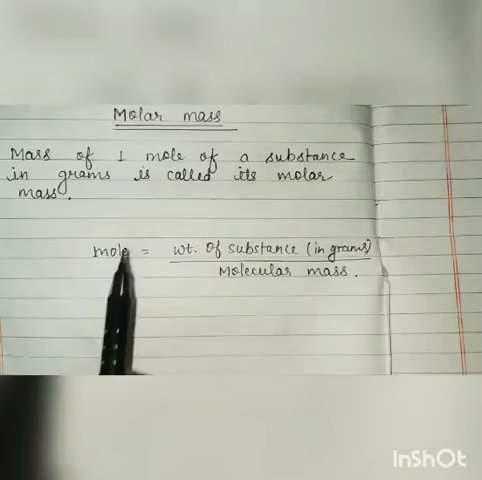 Molar mass
Mass of 1 mole of a substance
in grams is called its molar
mass.
mole = wt. of substance (in grams)
Molecular mass.
InShOt